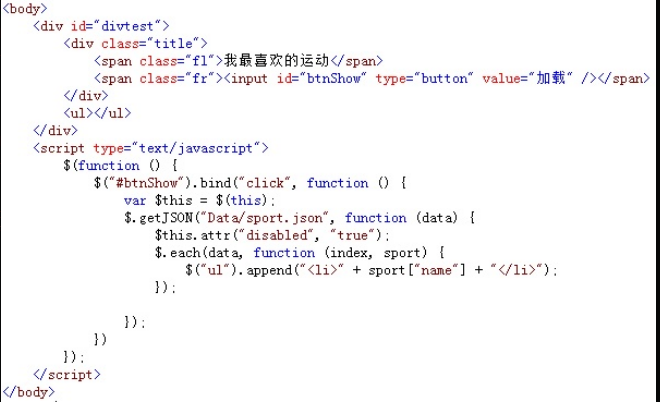 <body>
    <div id="divtest">
        <div class="title">
            <span class="fl">我最喜欢的运动</span>
            <span class="fr"><input id="btnShow" type="button" value="加载" /></span>
        </div>
        <ul></ul>
    </div>
    <script type="text/javascript">
        $(function () {
            $("#btnShow").bind("click", function () {
                var $this = $(this);
                $.getJSON("Data/sport.json", function (data) {
                    $this.attr("disabled", "true");
                    $.each(data, function (index, sport) {
                        $("ul").append("<li>" + sport["name"] + "</li>");
                    });

                });
            })
        });
    </script>
</body>